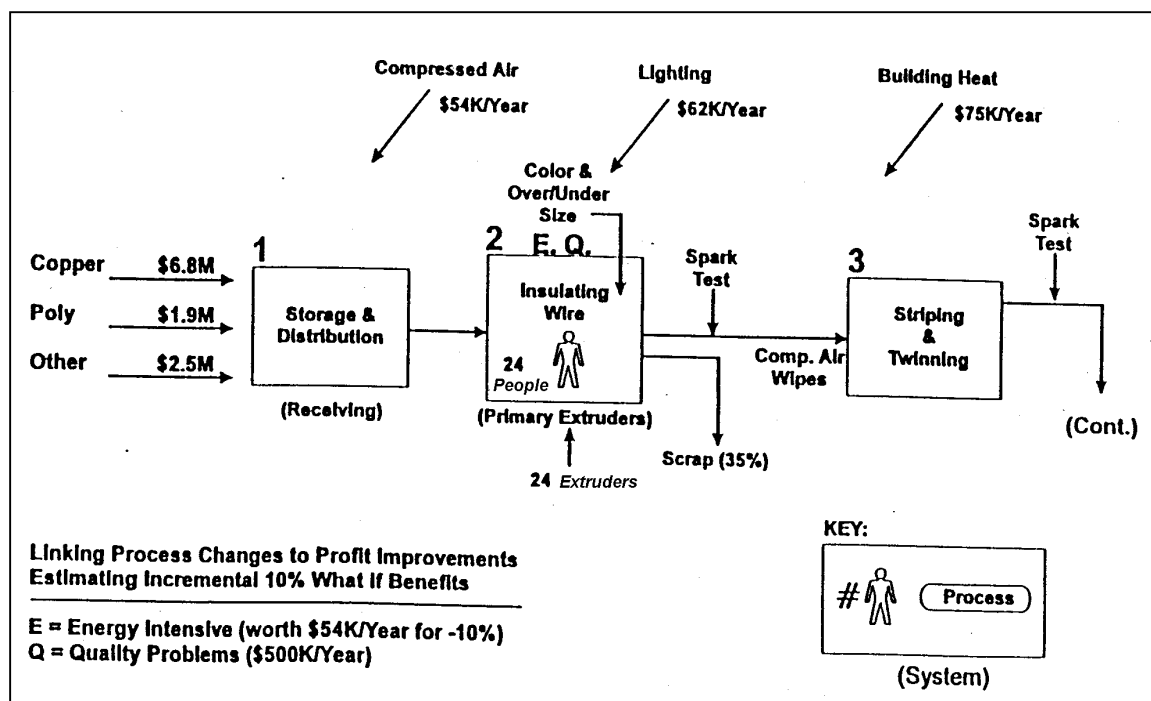 Compressed Air
$54K/Year
Lighting
$62K/Year
Building Heat
$75K/Year
Color &
Over/Under
Size
Spark
Test
1
2
E. Q.
Spark
Test
3
Copper
$6.8M
Poly
$1.9M
Other
$2.5M
Storage &
Distribution
(Receiving)
Insulating
Wire
24
People
(Primary Extruders)
24 Extruders
Comp. Air
Wipes
Scrap (35%)
Striping
&
Twinning
(Cont.)
Linking Process Changes to Profit Improvements
Estimating Incremental 10% What If Benefits
E = Energy Intensive (worth $54K/Year for -10%)
Q = Quality Problems ($500K/Year)
KEY:
#
Process
(System)